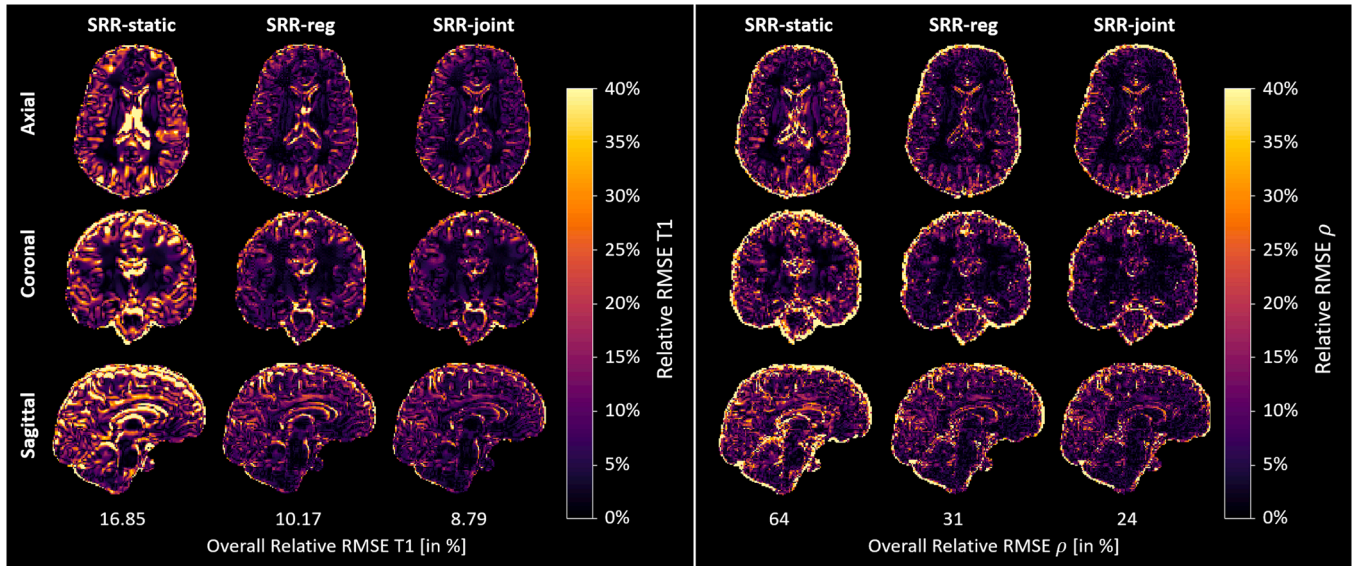 SRR-static SRR-reg SRR-joint
Axial
Coronal
Sagittal
40%
35%
30%
25%
20%
15%
10%
5%
0%
Relative RMSE T1
16.85 10.17 8.79
Overall Relative RMSE T1 [in %]
SRR-static SRR-reg SRR-joint
40%
35%
30%
25%
20%
15%
10%
5%
0%
Relative RMSE ρ
64 31 24
Overall Relative RMSE ρ [in %]